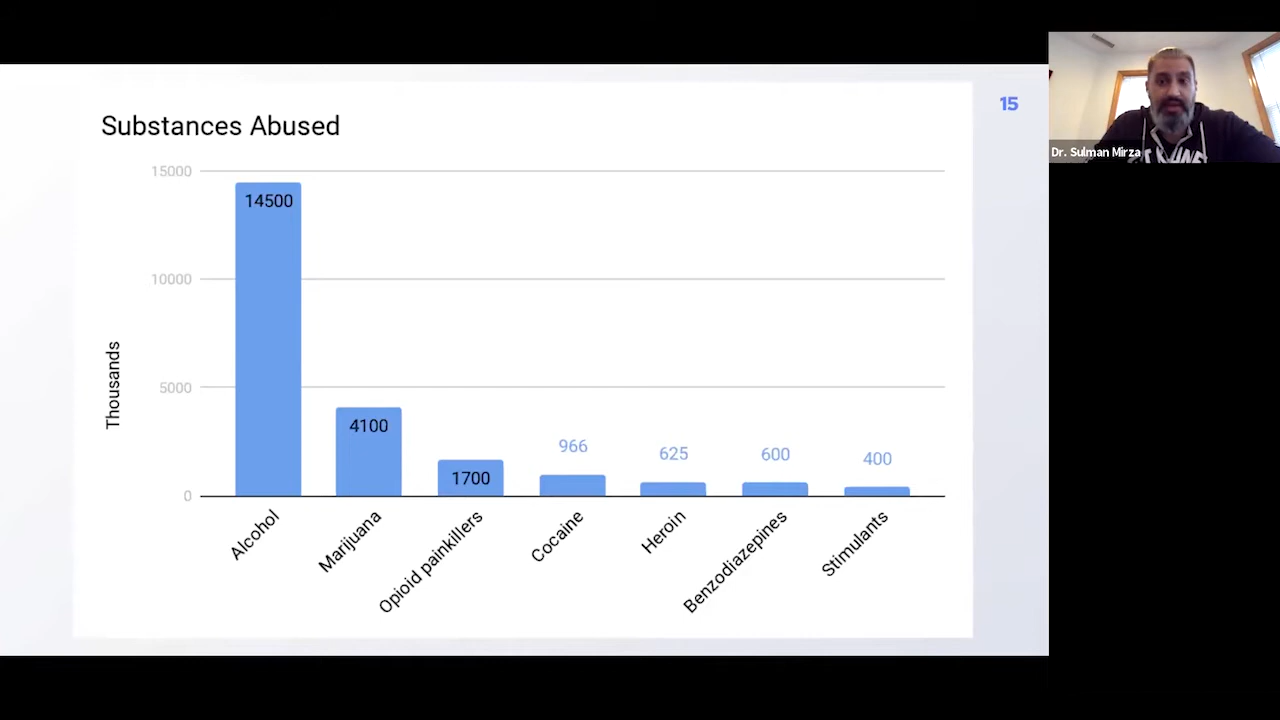 Substances Abused
15
Dr. Sulman Mirza
Thousands
15000
10000
5000
0
14500
4100
1700
966
625
600
400
Alcohol
Marijuana
Opioid painkillers
Cocaine
Heroin
Benzodiazepines
Stimulants